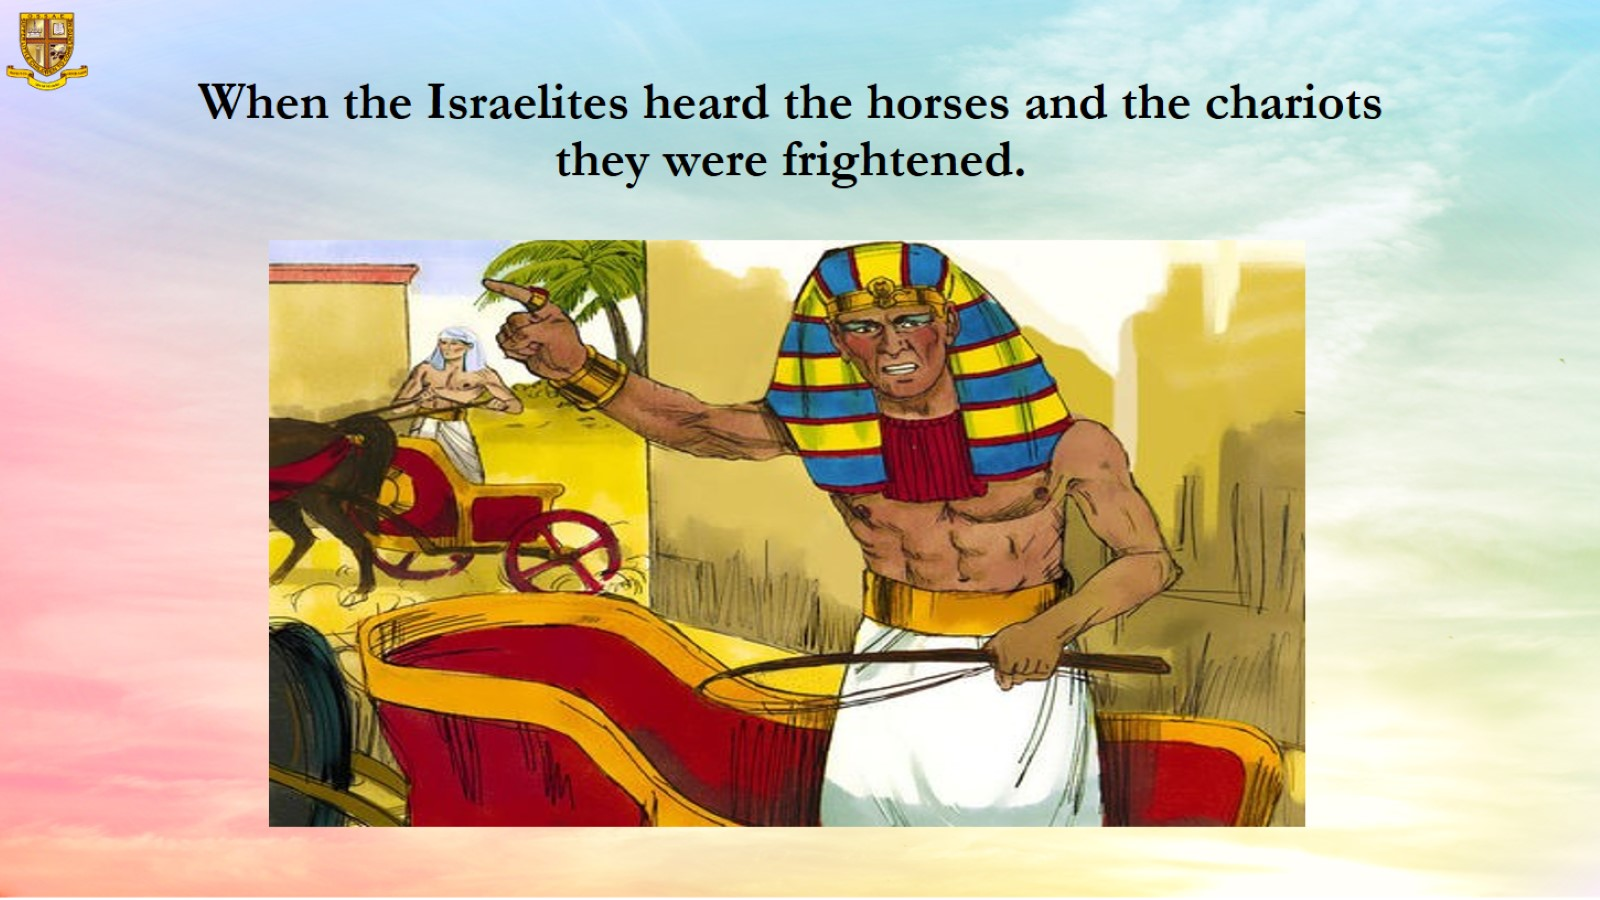 D.S.S.A.E.
When the Israelites heard the horses and the chariots
they were frightened.